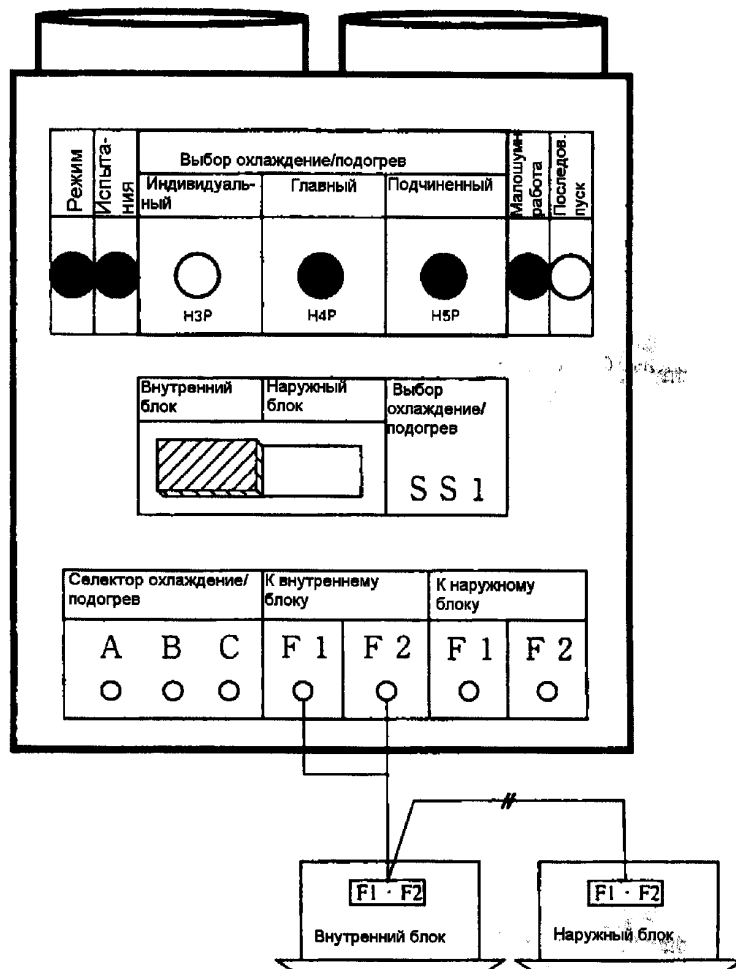 Режим
Испыта-
ния
Выбор охлаждение/подогрев
Индивидуаль-
ный
Главный
Подчиненный
Малошумн
работа
Последов.
пуск
H3P
H4P
H5P
Внутренний
блок
Наружный
блок
Выбор
охлаждение/
подогрев
SS1
Селектор охлаждение/
подогрев
К внутреннему
блоку
К наружному
блоку
A B C
F1 F2
F1 F2
F1 · F2
Внутренний блок
F1 · F2
Наружный блок